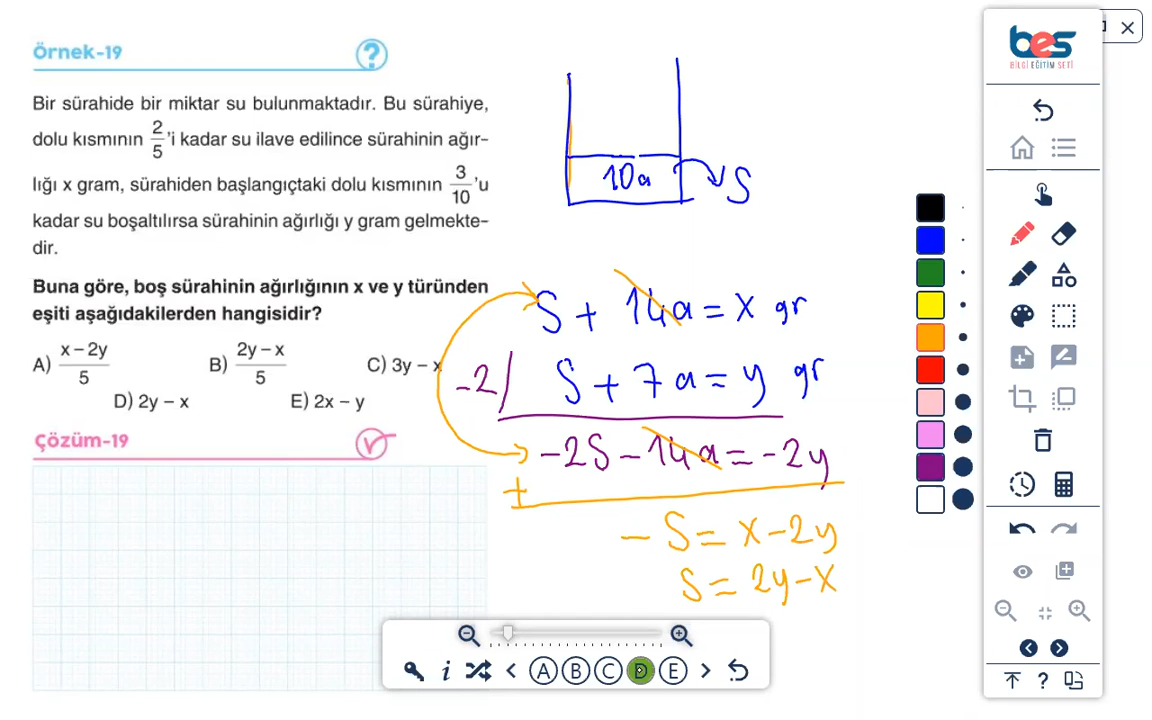 Örnek-19
?
Bir sürahide bir miktar su bulunmaktadır. Bu sürahiye,
dolu kısmının 2/5 'i kadar su ilave edilince sürahinin ağır-
lığı x gram, sürahiden başlangıçtaki dolu kısmının 3/10 'u
kadar su boşaltılırsa sürahinin ağırlığı y gram gelmekte-
dir.
Buna göre, boş sürahinin ağırlığının x ve y türünden
eşiti aşağıdakilerden hangisidir?
A) x – 2y / 5 B) 2y – x / 5 C) 3y – x
D) 2y – x E) 2x – y
Çözüm-19
10a
S
S + 14a = x gr
-2 S + 7a = y gr
-2S - 14a = -2y
+
- S = x - 2y
S = 2y - x
bes
BİLGİ EĞİTİM SETİ
i A B C D E
?